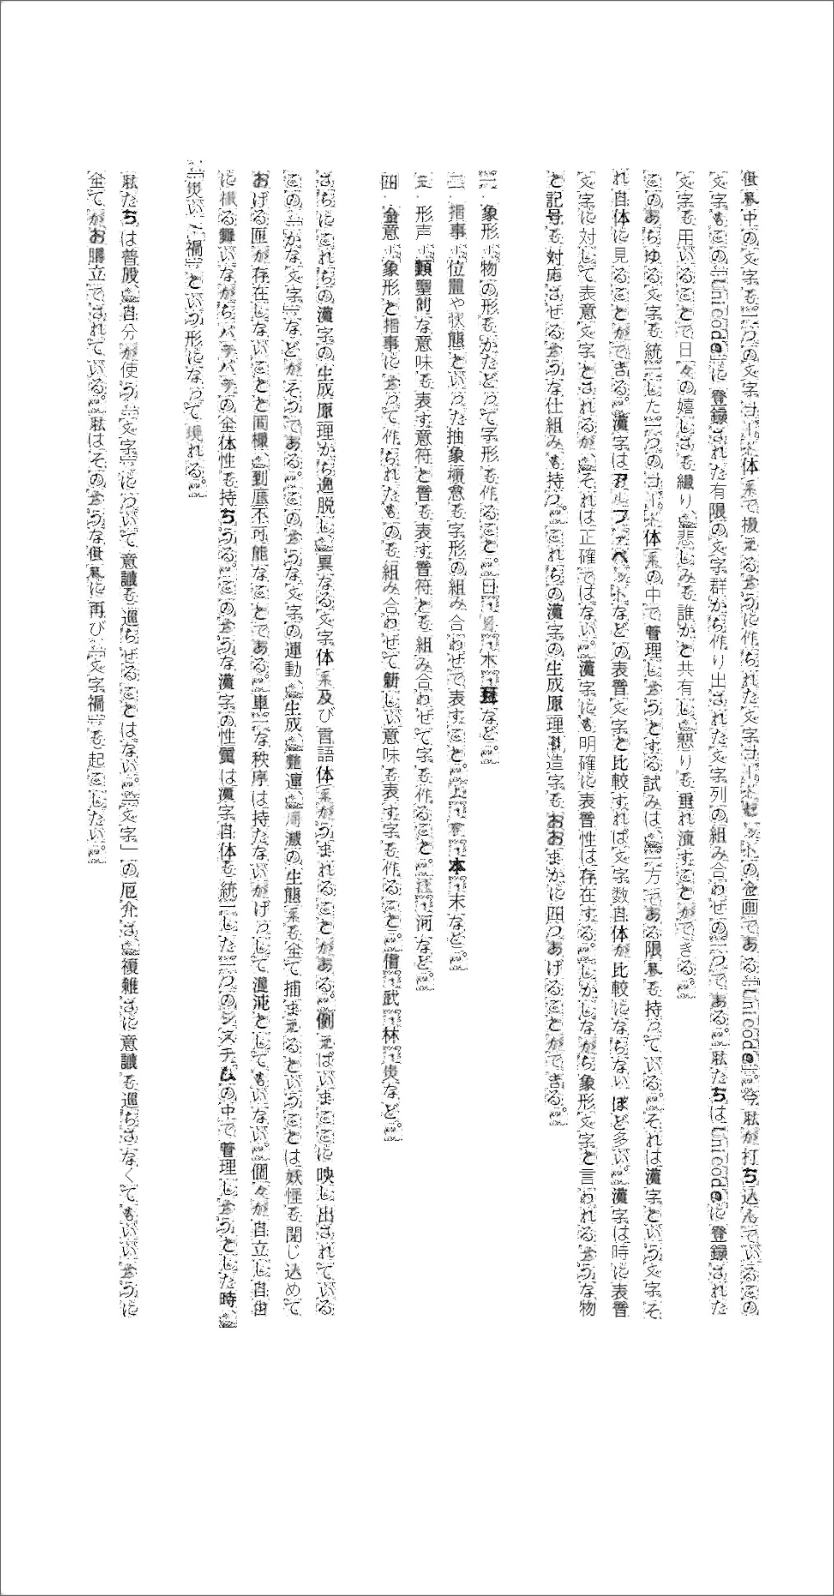 世界中の文字を一つの文字コード体系で扱えるように作られた文字コードセットの企画である「Unicode」。今私が打ち込んでいるこの
文字もこの「Unicode」に登録された有限の文字群から作り出された文字列の組み合わせの一つである。私たちはUnicodeに登録された
文字を用いることで日々の嬉しさを綴り、悲しみを誰かと共有し、怒りを垂れ流すことができる。
このあらゆる文字を統一した一つのコード体系の中で管理しようとする試みは、一方である限界を持っている。それは漢字という文字そ
れ自体に見ることができる。漢字はアルファベットなどの表音文字と比較すれば文字数自体が比較にならないほど多い。漢字は時に表音
文字に対して表意文字とされるが、それは正確ではない。漢字にも明確に表音性は存在する。しかしながら象形文字と言われるような物
と記号を対応させるような仕組みも持つ。これらの漢字の生成原理、造字をおおまかに四つあげることができる。
一．象形　物の形をかたどって字形を作ること。日・月・木・耳など。
二．指事　位置や状態といった抽象概念を字形の組み合わせで表すこと。上・下・本・末など。
三．形声　類型的な意味を表す意符と音を表す音符とを組み合わせて字を作ること。江・河など。
四．会意　象形と指事によって作られたものを組み合わせて新しい意味を表す字を作ること。信・武・林・炎など。
さらにこれらの漢字の生成原理から逸脱し、異なる文字体系及び言語体系がうまれることがある。例えばいまここに映し出されている
この「かな文字」などがそうである。このような文字の運動、生成、変遷、消滅の生態系を全て捕まえるということは妖怪を閉じ込めて
おける匣が存在しないことと同様、到底不可能なことである。単一な秩序は持たないがけっして混沌としてもいない。個々が自立し自由
に振る舞いながらバラバラの全体性を持ちうる。このような漢字の性質は漢字自体を統一した一つのシステムの中で管理しようとした時、
「災い／禍」という形になって現れる。
私たちは普段、自分が使う「文字」について意識を巡らせることはない。「文字」の厄介さ、複雑さに意識を巡らさなくてもいいように
全てがお膳立てされている。私はそのような世界に再び「文字禍」を起こしたい。